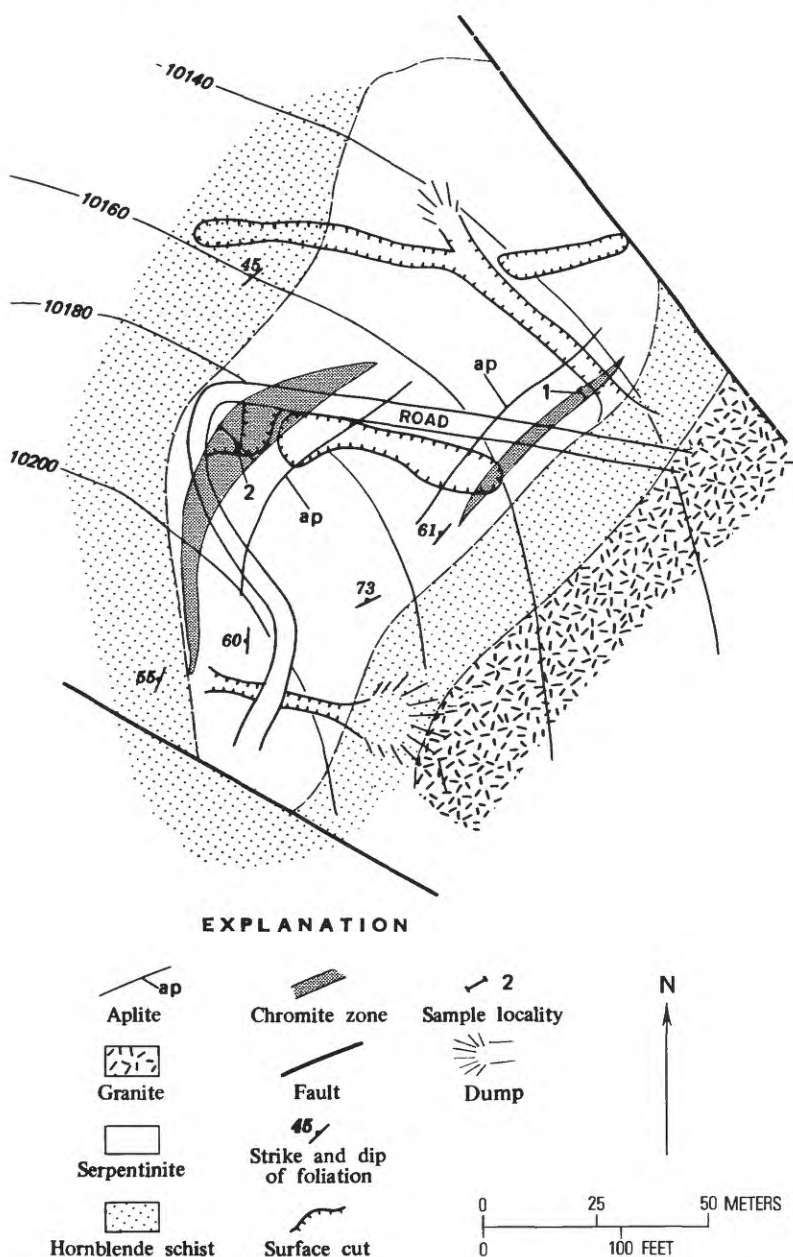 10140
10160
45
10180
ap
1
ROAD
10200
2
ap
61
73
60
55
EXPLANATION
ap
2
N
Aplite
Chromite zone
Sample locality
Granite
Fault
Dump
45
Serpentinite
Strike and dip
of foliation
0 25 50 METERS
Hornblende schist
Surface cut
0 100 FEET